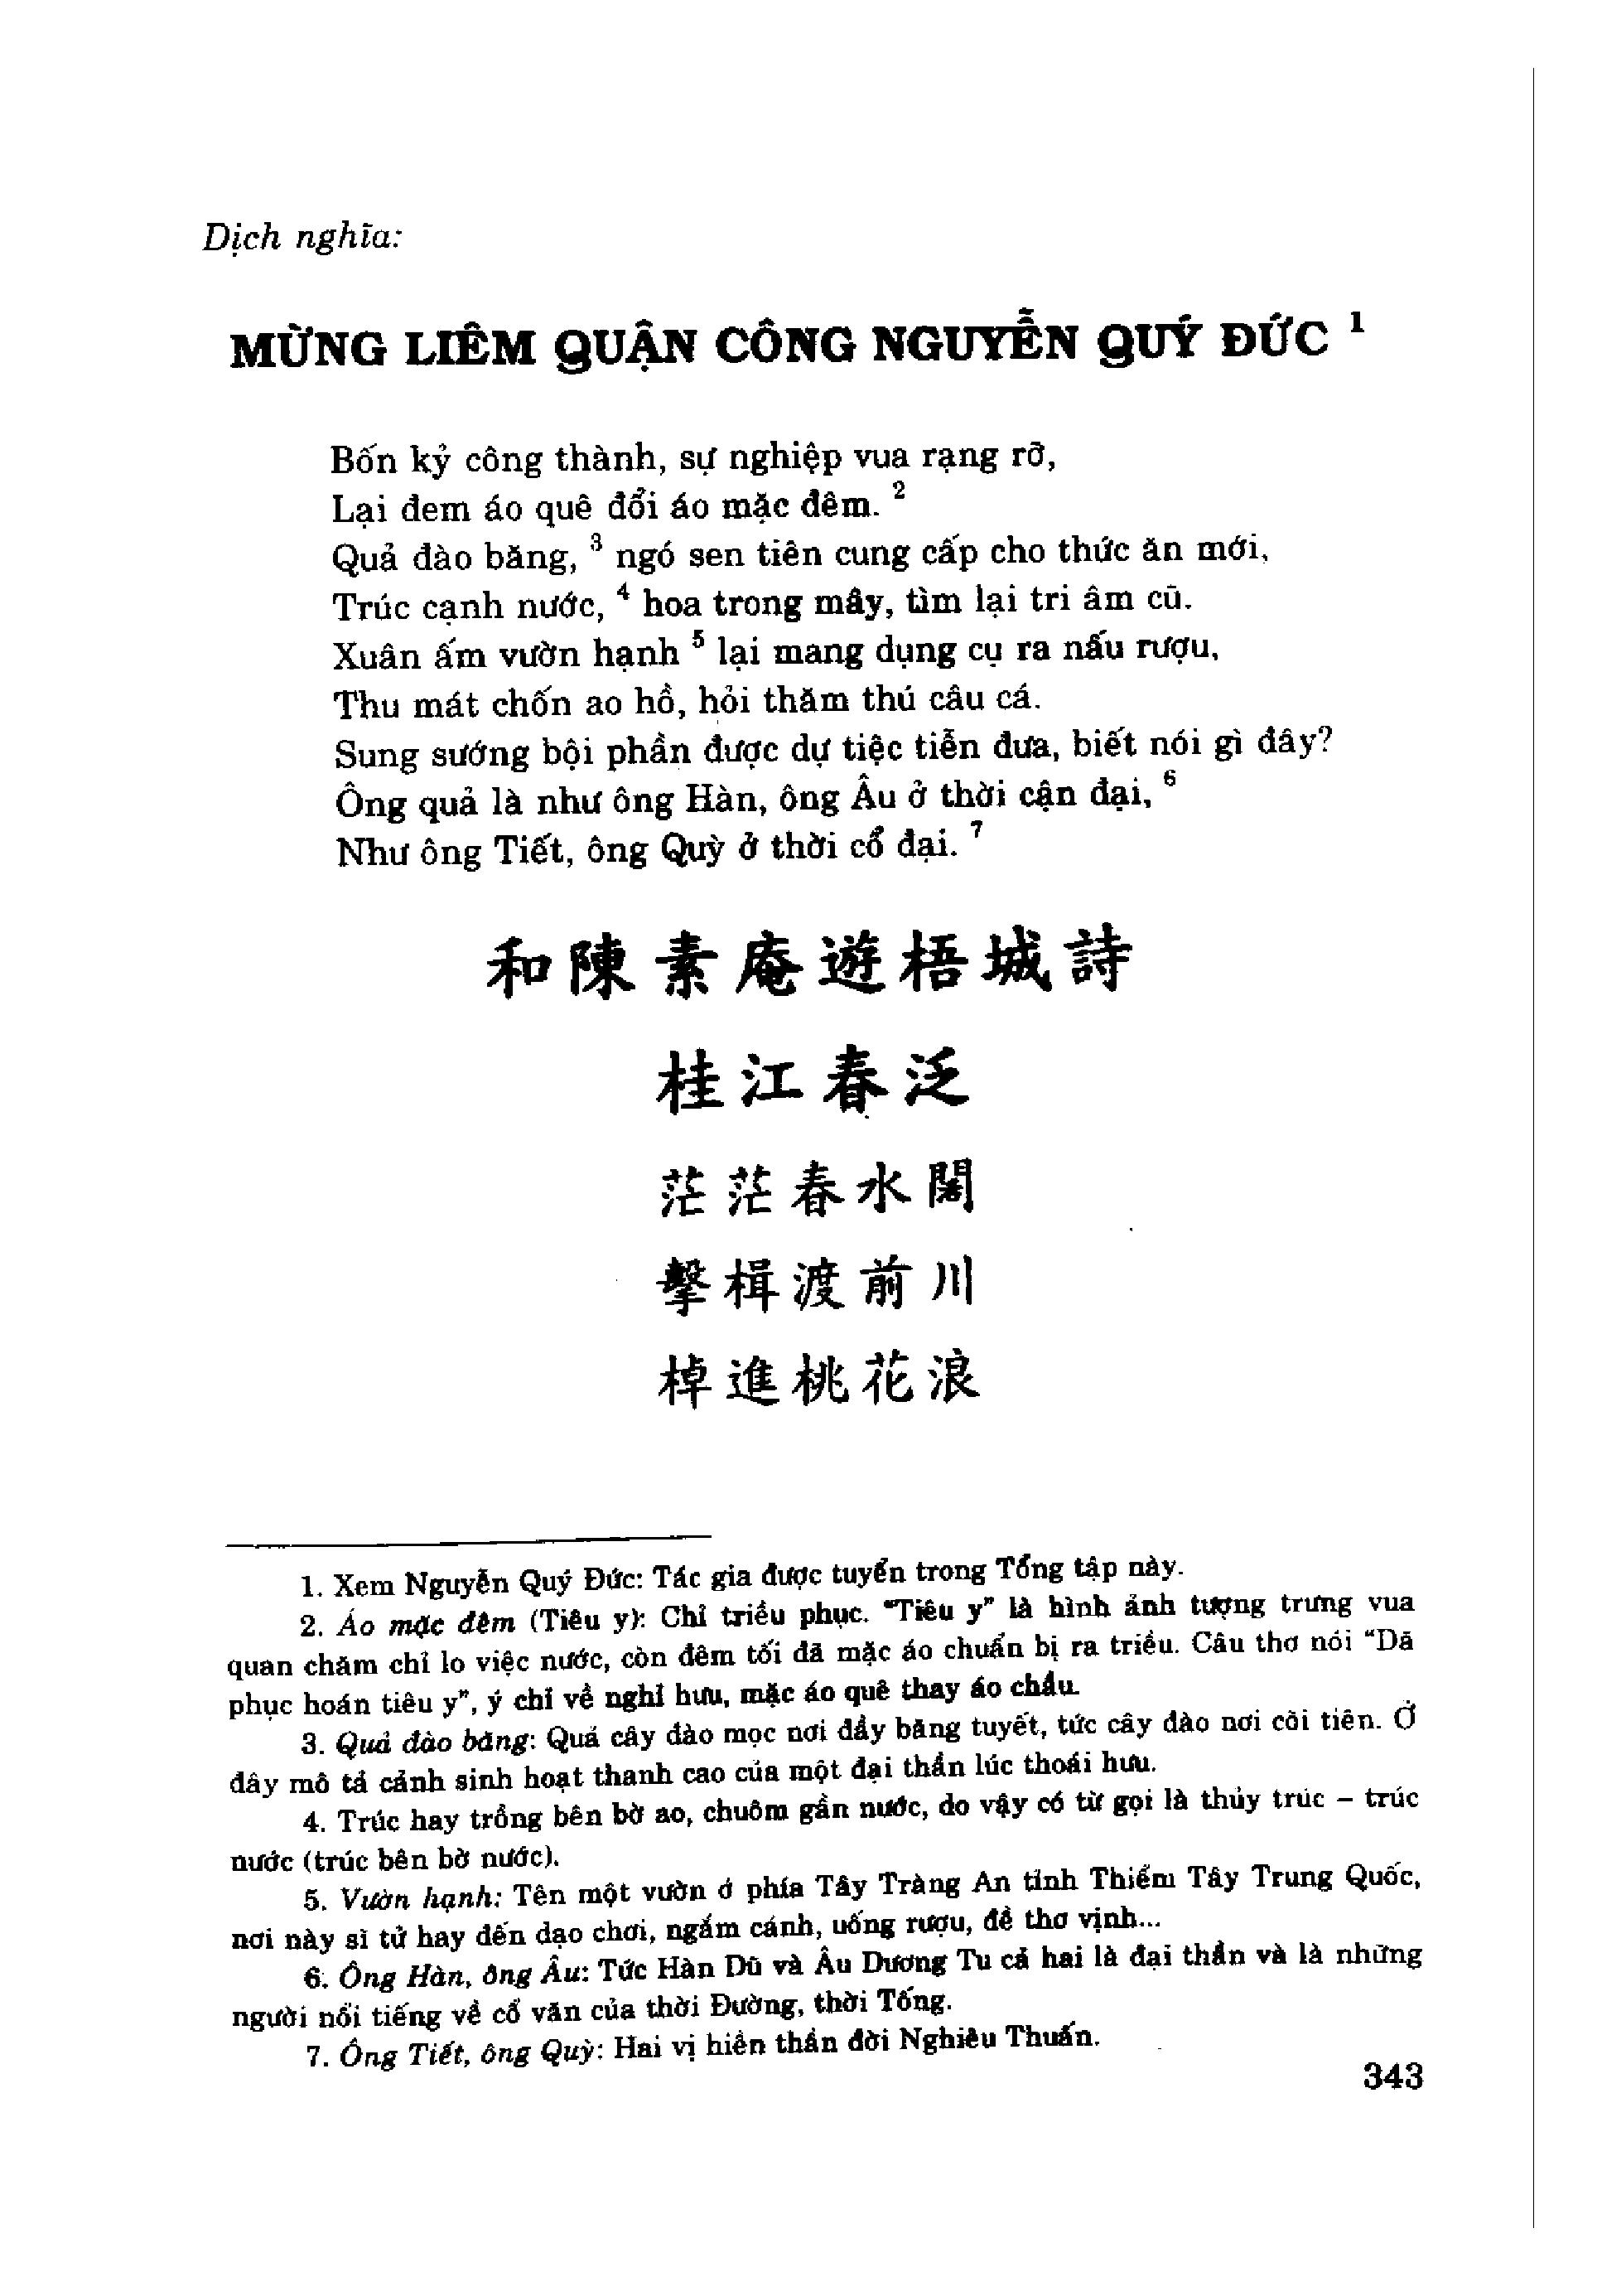 Dịch nghĩa:
MỪNG LIÊM QUẬN CÔNG NGUYỄN QUÝ ĐỨC 1
Bốn kỷ công thành, sự nghiệp vua rạng rỡ,
Lại đem áo quê đổi áo mặc đêm. 2
Quả đào băng, 3 ngó sen tiên cung cấp cho thức ăn mới,
Trúc cạnh nước, 4 hoa trong mây, tìm lại tri âm cũ.
Xuân ấm vườn hạnh 5 lại mang dụng cụ ra nấu rượu,
Thu mát chốn ao hồ, hỏi thăm thú câu cá.
Sung sướng bội phần được dự tiệc tiễn đưa, biết nói gì đây?
Ông quả là như ông Hàn, ông Âu ở thời cận đại, 6
Như ông Tiết, ông Quỳ ở thời cổ đại. 7
和陳素庵遊梧城詩
桂江春泛
茫茫春水闊
擊楫渡前川
棹進桃花浪
1. Xem Nguyễn Quý Đức: Tác gia được tuyển trong Tổng tập này.
2. Áo mặc đêm (Tiêu y): Chỉ triều phục. "Tiêu y" là hình ảnh tượng trưng vua
quan chăm chỉ lo việc nước, còn đêm tối đã mặc áo chuẩn bị ra triều. Câu thơ nói "Dã
phục hoán tiêu y", ý chỉ về nghỉ hưu, mặc áo quê thay áo chầu.
3. Quả đào băng: Quả cây đào mọc nơi đầy băng tuyết, tức cây đào nơi cõi tiên. Ở
đây mô tả cảnh sinh hoạt thanh cao của một đại thần lúc thoái hưu.
4. Trúc hay trồng bên bờ ao, chuôm gần nước, do vậy có từ gọi là thủy trúc – trúc
nước (trúc bên bờ nước).
5. Vườn hạnh: Tên một vườn ở phía Tây Tràng An tỉnh Thiểm Tây Trung Quốc,
nơi này sĩ tử hay đến dạo chơi, ngắm cảnh, uống rượu, đề thơ vịnh...
6. Ông Hàn, ông Âu: Tức Hàn Dũ và Âu Dương Tu cả hai là đại thần và là những
người nổi tiếng về cổ văn của thời Đường, thời Tống.
7. Ông Tiết, ông Quỳ: Hai vị hiền thần đời Nghiêu Thuấn.
343